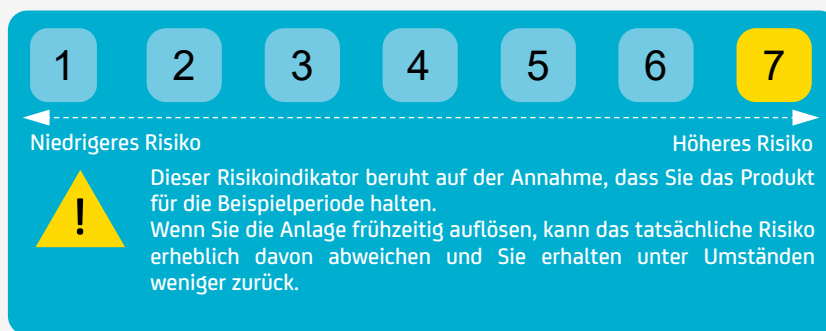 1 2 3 4 5 6 7
Niedrigeres Risiko Höheres Risiko
Dieser Risikoindikator beruht auf der Annahme, dass Sie das Produkt
für die Beispielperiode halten.
Wenn Sie die Anlage frühzeitig auflösen, kann das tatsächliche Risiko
erheblich davon abweichen und Sie erhalten unter Umständen
weniger zurück.
!